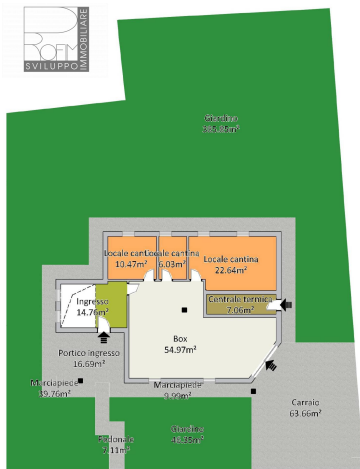 PROFIM
SVILUPPO
IMMOBILIARE
Giardino
Locale cantina
10.47m²
Locale cantina
6.03m²
Locale cantina
22.64m²
Ingresso
14.76m²
Centrale termica
7.06m²
Box
54.97m²
Portico ingresso
16.69m²
Marciapiede
39.76m²
Marciapiede
9.99m²
Carraio
63.66m²
Giardino
Pedonale
7.11m²